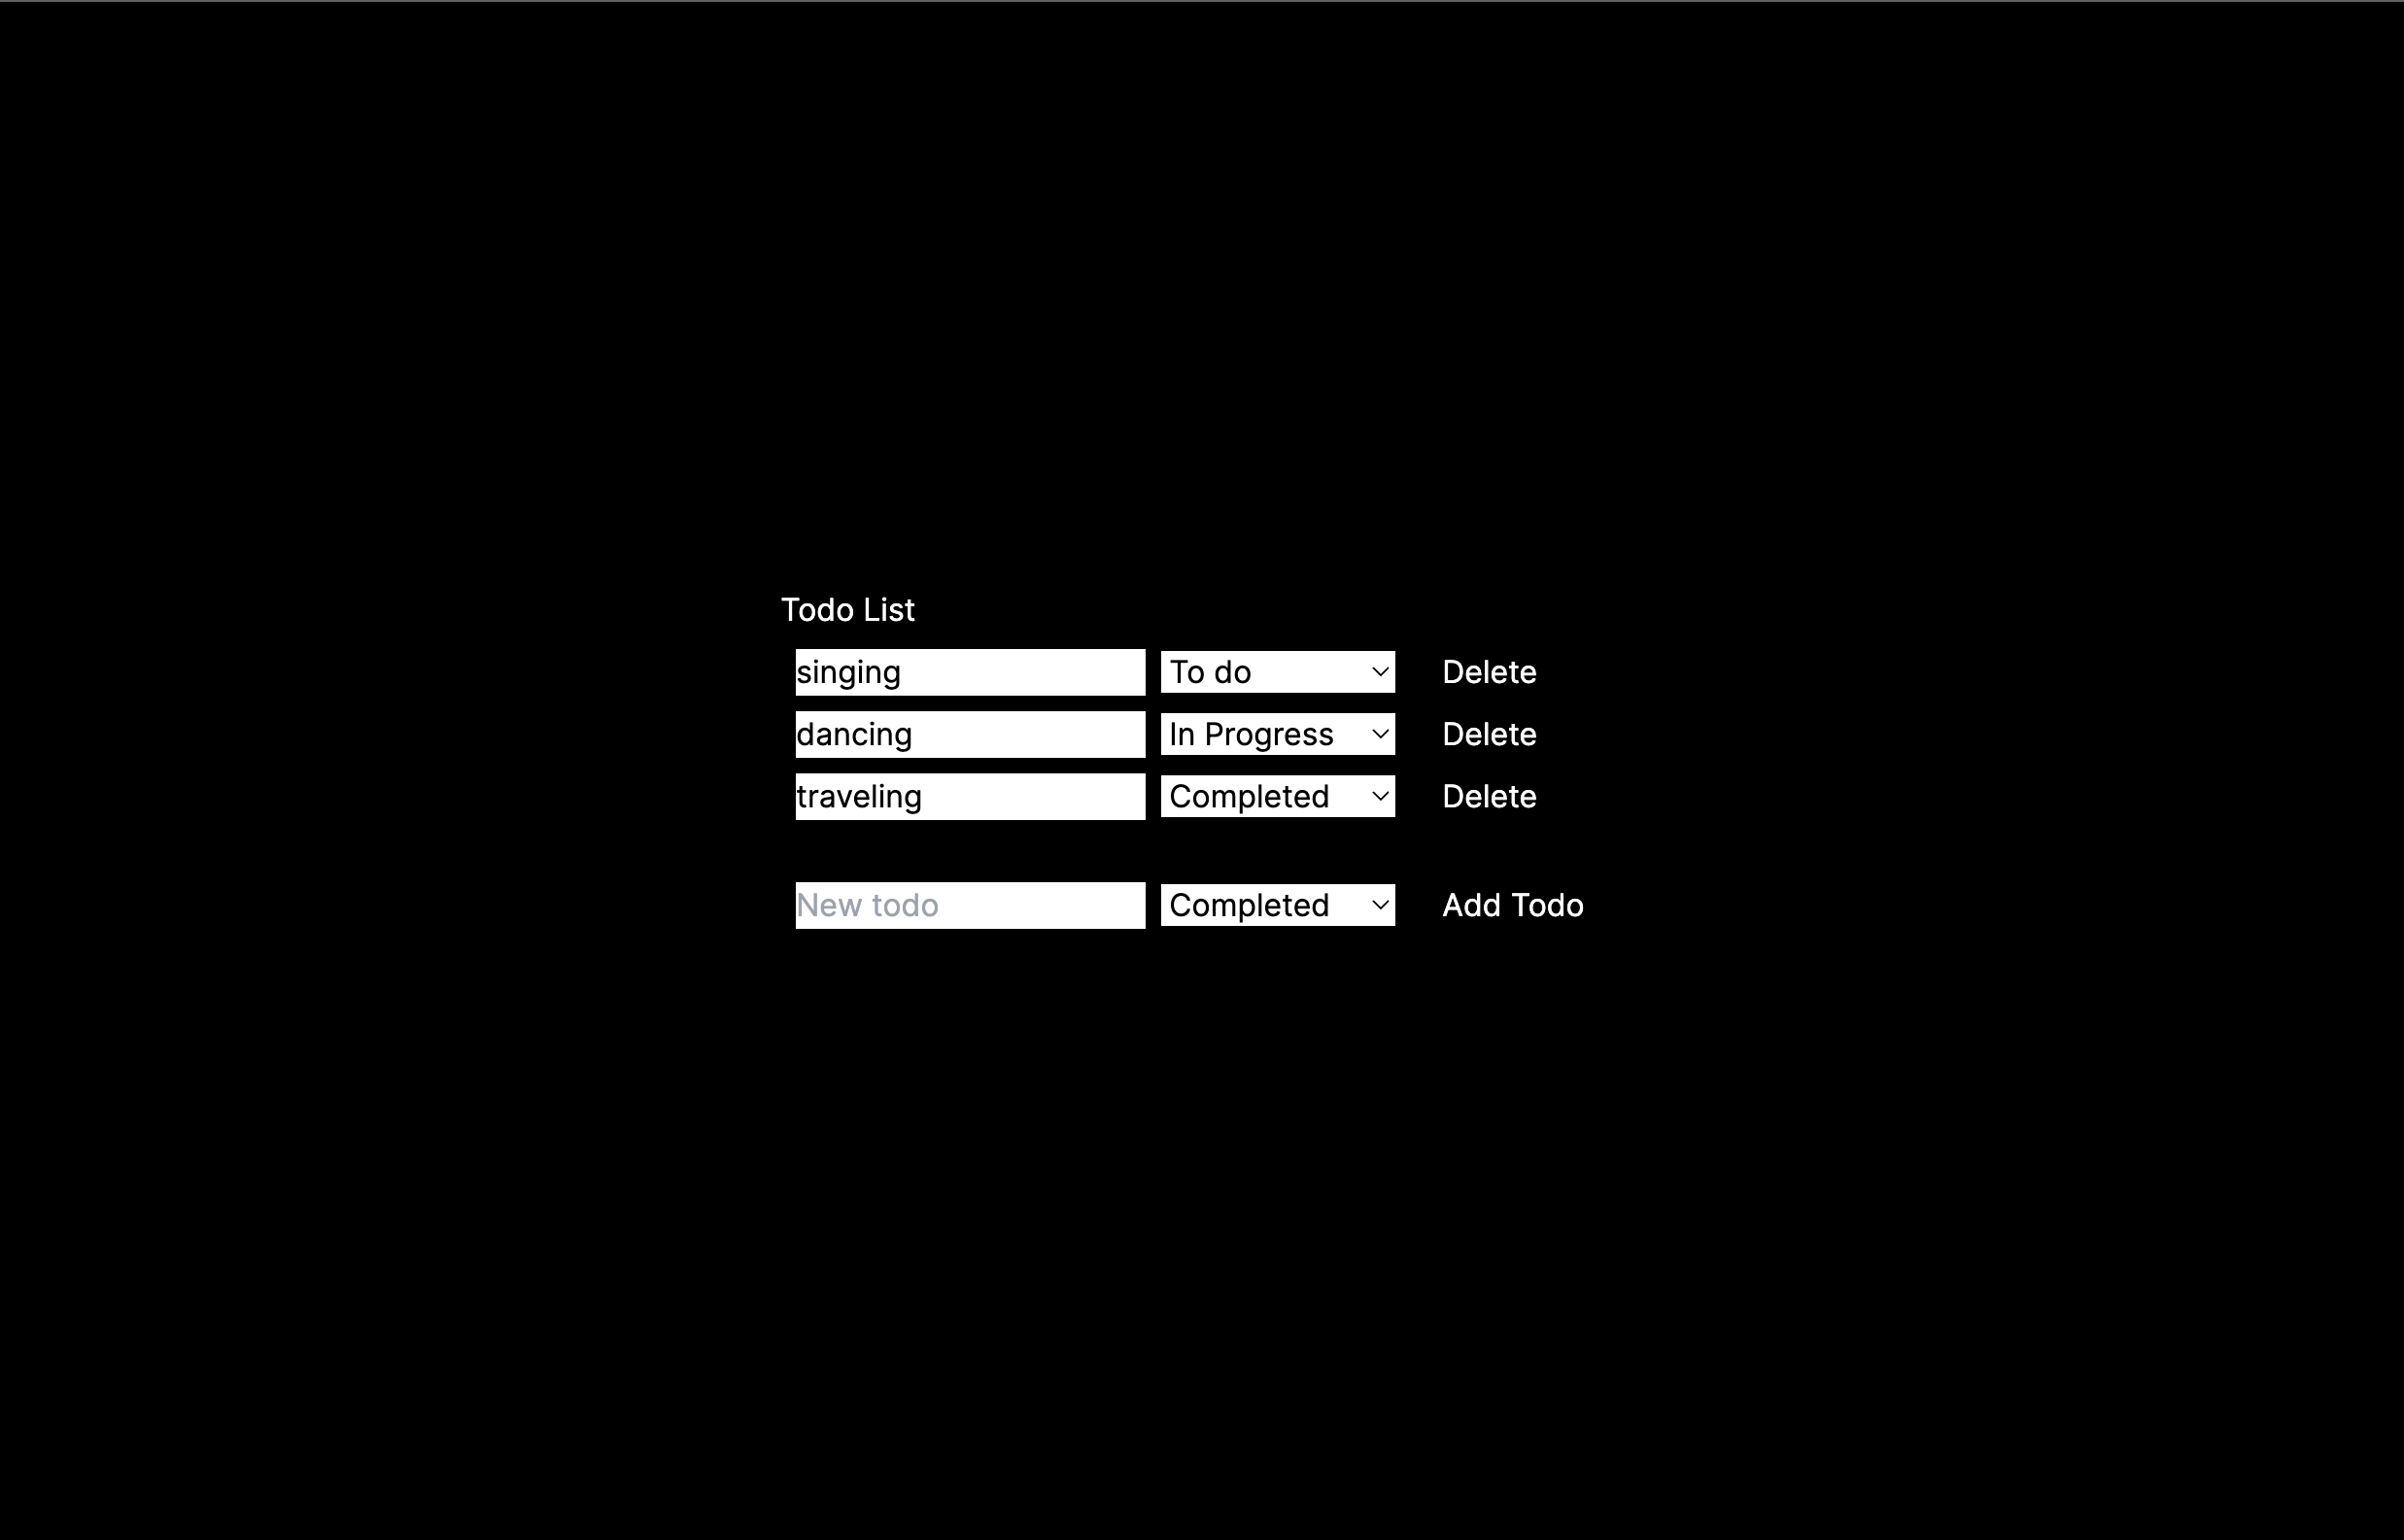 Todo List
singing To do Delete
dancing In Progress Delete
traveling Completed Delete
New todo Completed Add Todo